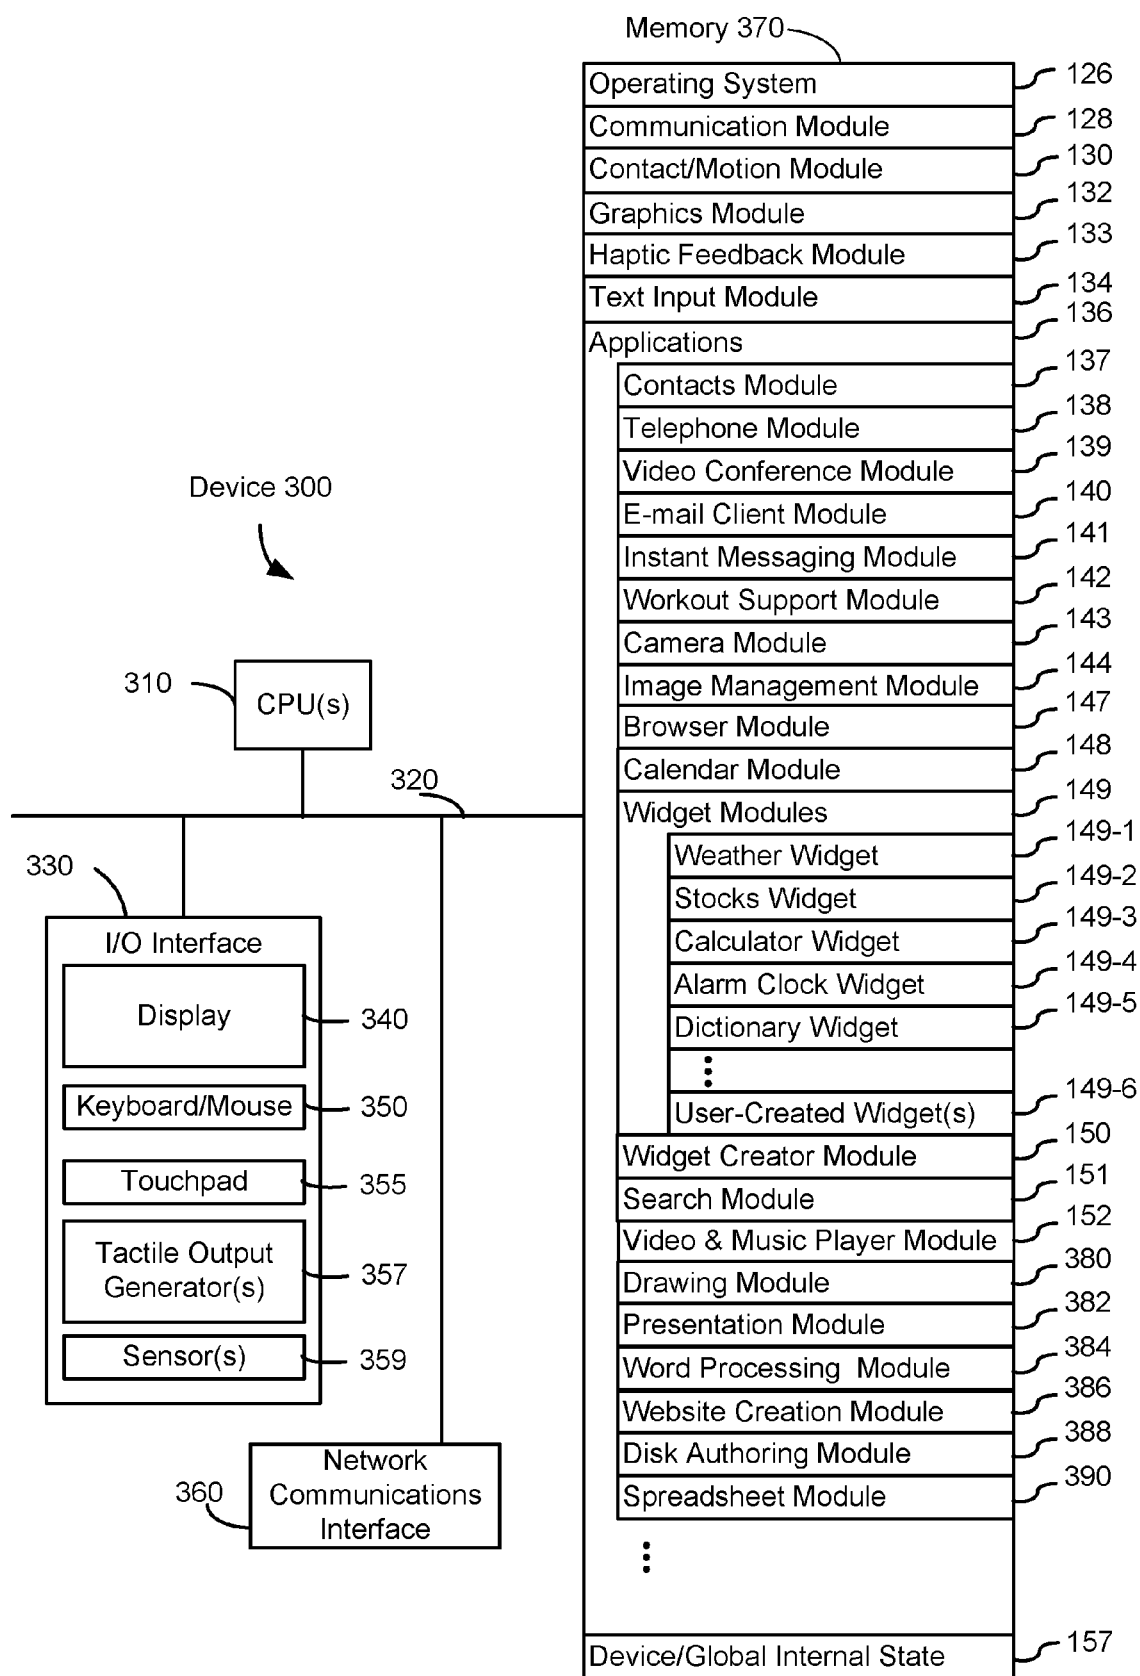 Memory 370
Operating System 126
Communication Module 128
Contact/Motion Module 130
Graphics Module 132
Haptic Feedback Module 133
Text Input Module 134
Applications 136
Contacts Module 137
Telephone Module 138
Video Conference Module 139
E-mail Client Module 140
Instant Messaging Module 141
Workout Support Module 142
Camera Module 143
Image Management Module 144
Browser Module 147
Calendar Module 148
Widget Modules 149
Weather Widget 149-1
Stocks Widget 149-2
Calculator Widget 149-3
Alarm Clock Widget 149-4
Dictionary Widget 149-5
User-Created Widget(s) 149-6
Widget Creator Module 150
Search Module 151
Video & Music Player Module 152
Drawing Module 380
Presentation Module 382
Word Processing Module 384
Website Creation Module 386
Disk Authoring Module 388
Spreadsheet Module 390
Device/Global Internal State 157
Device 300
310
CPU(s)
320
330
I/O Interface
Display 340
Keyboard/Mouse 350
Touchpad 355
Tactile Output
Generator(s) 357
Sensor(s) 359
360
Network
Communications
Interface